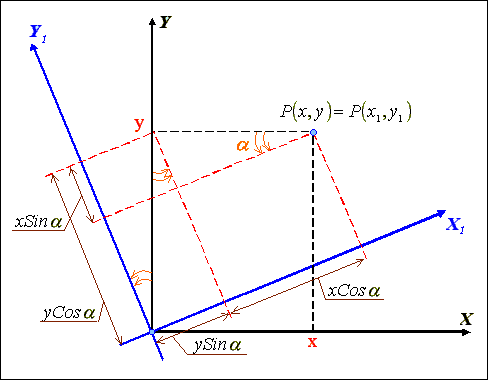 Y₁
Y
P(x, y) = P(x₁, y₁)
y
α
xSinα
X₁
xCosα
yCosα
ySinα
x
X